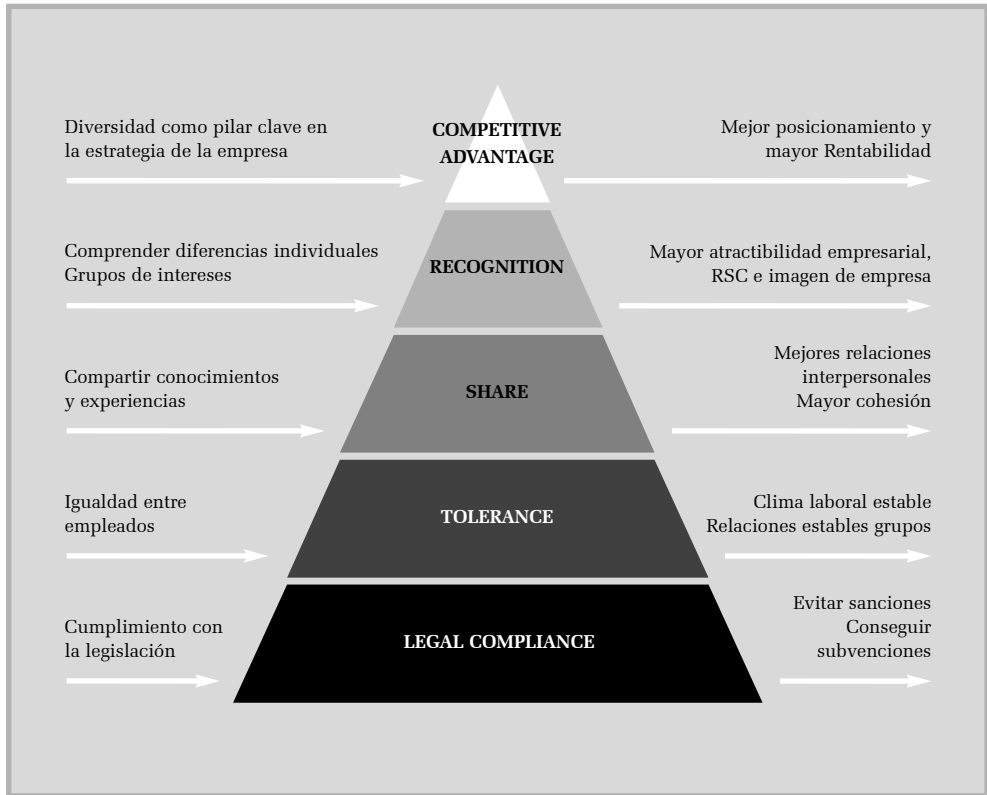 Diversidad como pilar clave en
la estrategia de la empresa
COMPETITIVE
ADVANTAGE
Mejor posicionamiento y
mayor Rentabilidad
Comprender diferencias individuales
Grupos de intereses
RECOGNITION
Mayor atractibilidad empresarial,
RSC e imagen de empresa
Compartir conocimientos
y experiencias
SHARE
Mejores relaciones
interpersonales
Mayor cohesión
Igualdad entre
empleados
TOLERANCE
Clima laboral estable
Relaciones estables grupos
Cumplimiento con
la legislación
LEGAL COMPLIANCE
Evitar sanciones
Conseguir
subvenciones